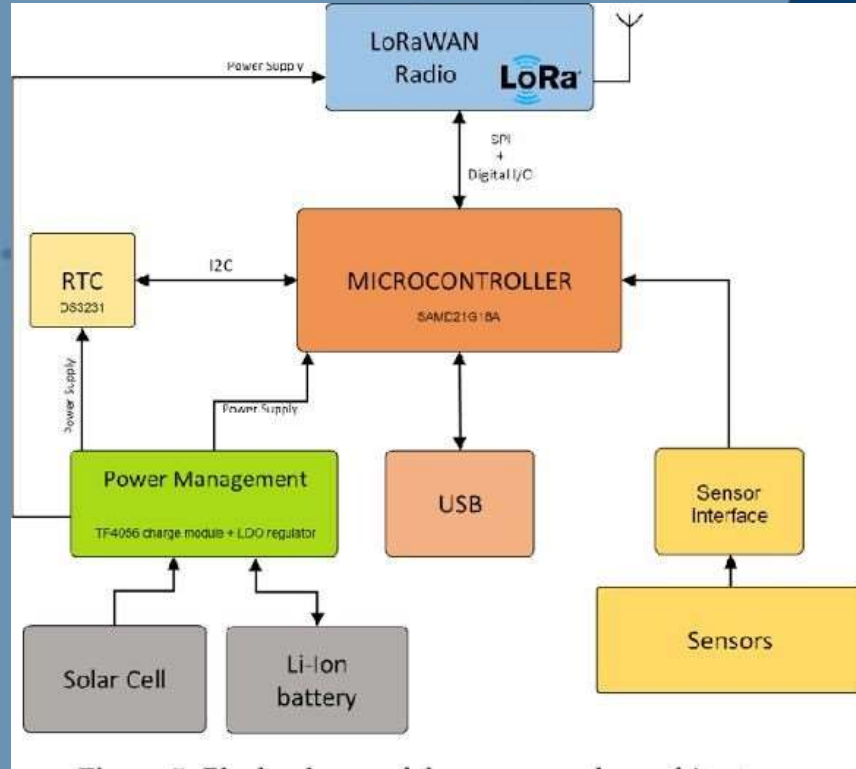 LoRaWAN
Radio
LoRa
Power Supply
SPI
+
Digital I/O
RTC
DS3231
I2C
MICROCONTROLLER
SAMD21G18A
Power Supply
Power Supply
Power Management
TF4056 charge module + LDO regulator
USB
Sensor
Interface
Solar Cell
Li-Ion
battery
Sensors